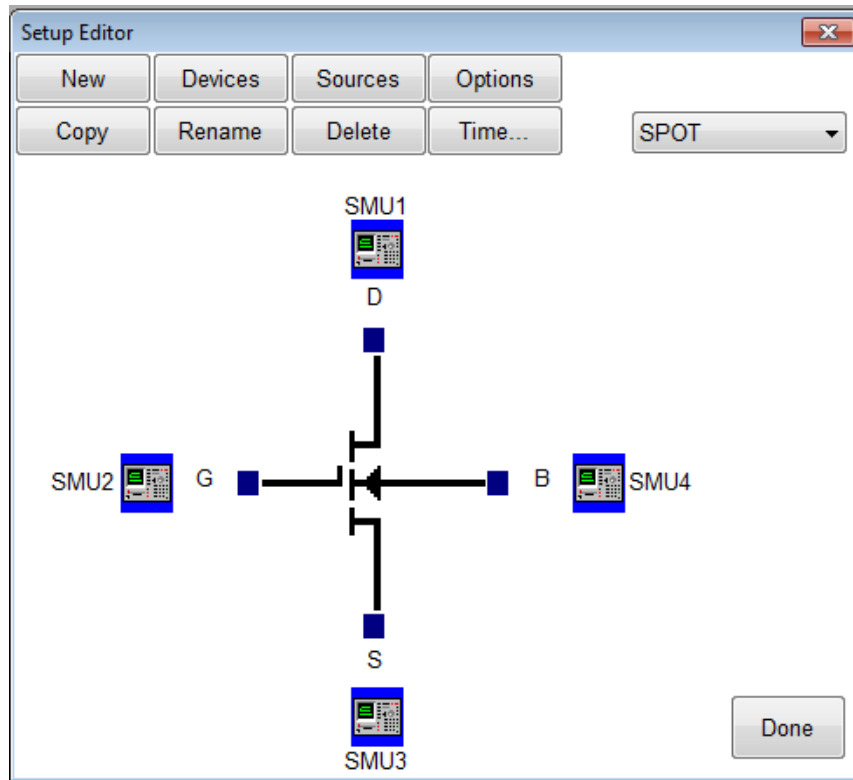 Setup Editor
New Devices Sources Options
Copy Rename Delete Time... SPOT
SMU1
D
SMU2 G B SMU4
S
SMU3
Done